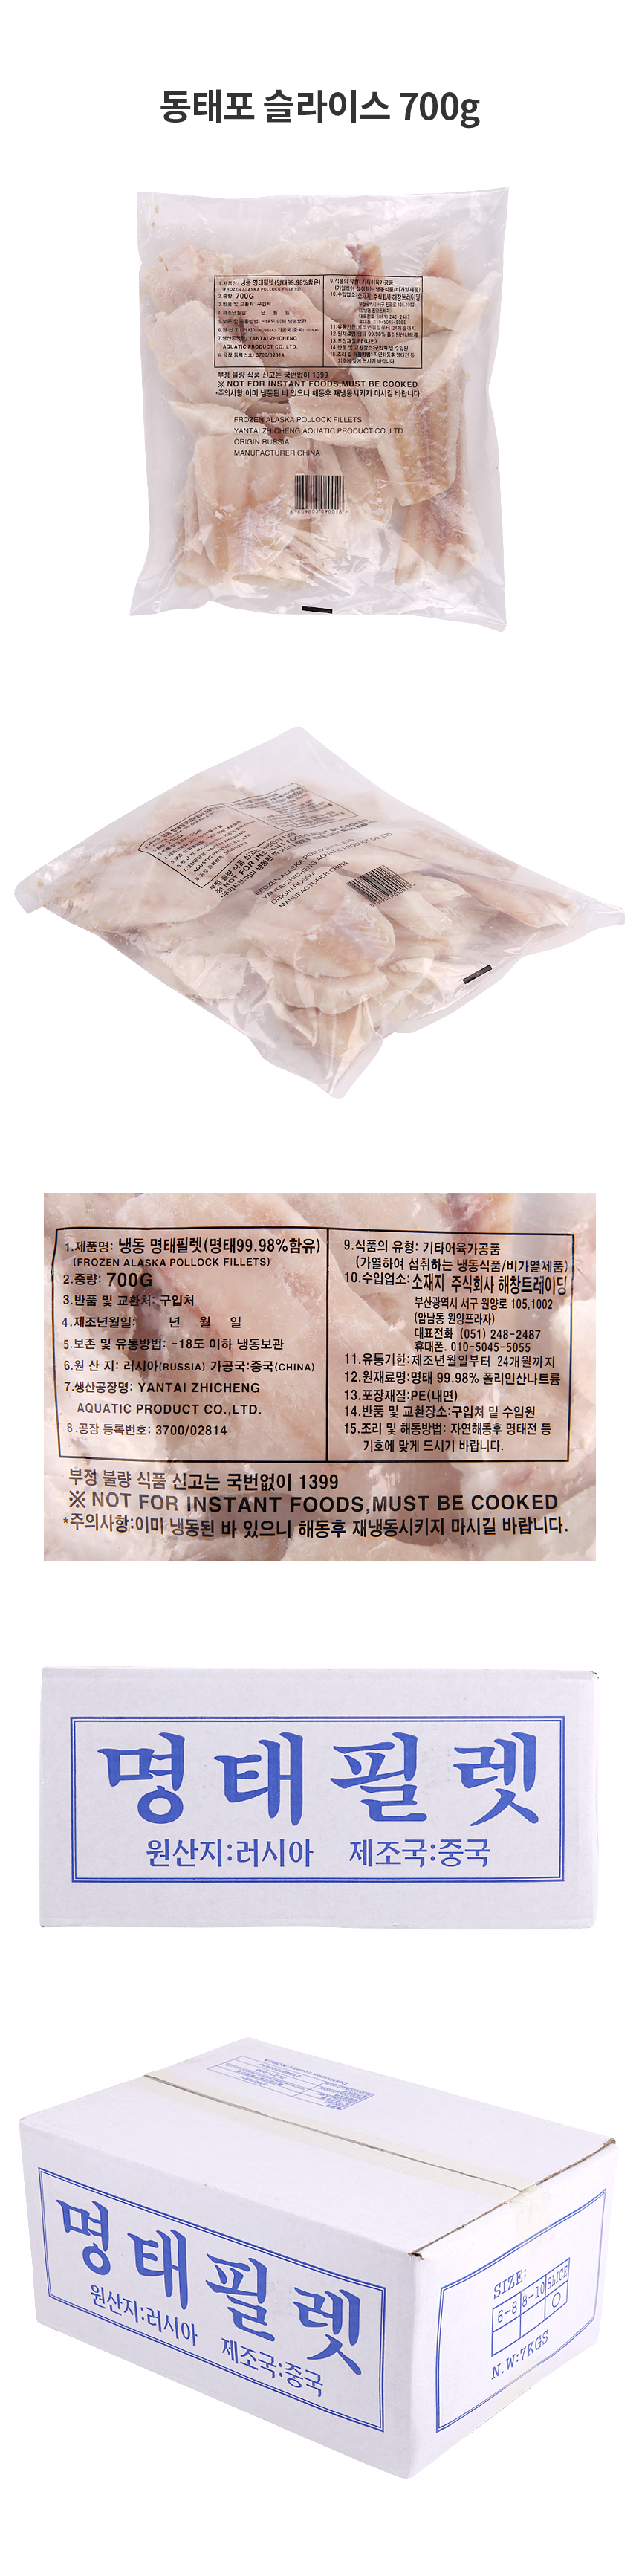 동태포 슬라이스 700g
1.제품명: 냉동 명태필렛(명태99.98%함유)
(FROZEN ALASKA POLLOCK FILLETS)
2.중량: 700G
3.반품 및 교환처: 구입처
4.제조년월일: 년 월 일
5.보존 및 유통방법: -18도 이하 냉동보관
6.원 산 지: 러시아(RUSSIA) 가공국:중국(CHINA)
7.생산공장명: YANTAI ZHICHENG
AQUATIC PRODUCT CO.,LTD.
8.공장 등록번호: 3700/02814
9.식품의 유형: 기타어육가공품
(가열하여 섭취하는 냉동식품/비가열제품)
10.수입업소:소재지 주식회사 해창트레이딩
부산광역시 서구 원양로 105,1002
(암남동 원양프라자)
대표전화 (051) 248-2487
휴대폰. 010-5045-5055
11.유통기한:제조년월일부터 24개월까지
12.원재료명:명태 99.98% 폴리인산나트륨
13.포장재질:PE(내면)
14.반품 및 교환장소:구입처 및 수입원
15.조리 및 해동방법: 자연해동후 명태전 등
기호에 맞게 드시기 바랍니다.
부정 불량 식품 신고는 국번없이 1399
※NOT FOR INSTANT FOODS,MUST BE COOKED
*주의사항:이미 냉동된 바 있으니 해동후 재냉동시키지 마시길 바랍니다.
FROZEN ALASKA POLLOCK FILLETS
YANTAI ZHICHENG AQUATIC PRODUCT CO.,LTD
ORIGIN:RUSSIA
MANUFACTURER:CHINA
명태필렛
원산지:러시아 제조국:중국
명태필렛
원산지:러시아 제조국:중국
SIZE:
6-8 8-10 SLICE
N.W:7KGS